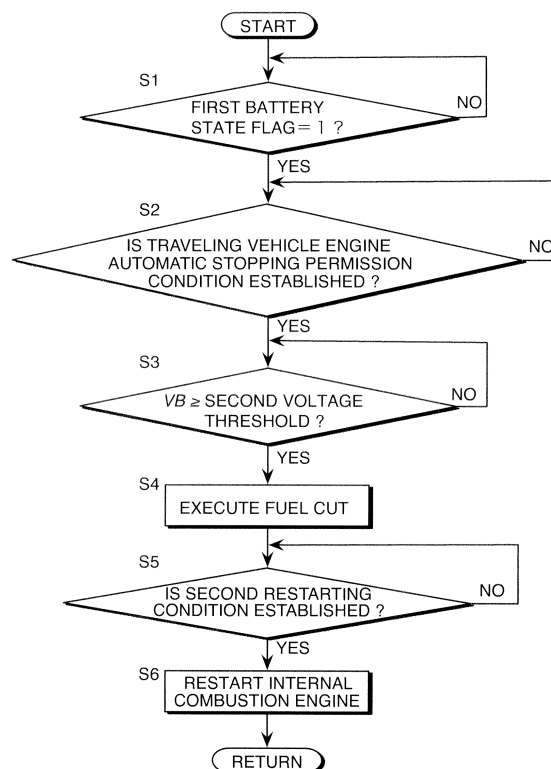 START
S1
FIRST BATTERY
STATE FLAG = 1 ?
NO
YES
S2
IS TRAVELING VEHICLE ENGINE
AUTOMATIC STOPPING PERMISSION
CONDITION ESTABLISHED ?
NO
YES
S3
VB ≥ SECOND VOLTAGE
THRESHOLD ?
NO
YES
S4
EXECUTE FUEL CUT
S5
IS SECOND RESTARTING
CONDITION ESTABLISHED ?
NO
YES
S6
RESTART INTERNAL
COMBUSTION ENGINE
RETURN